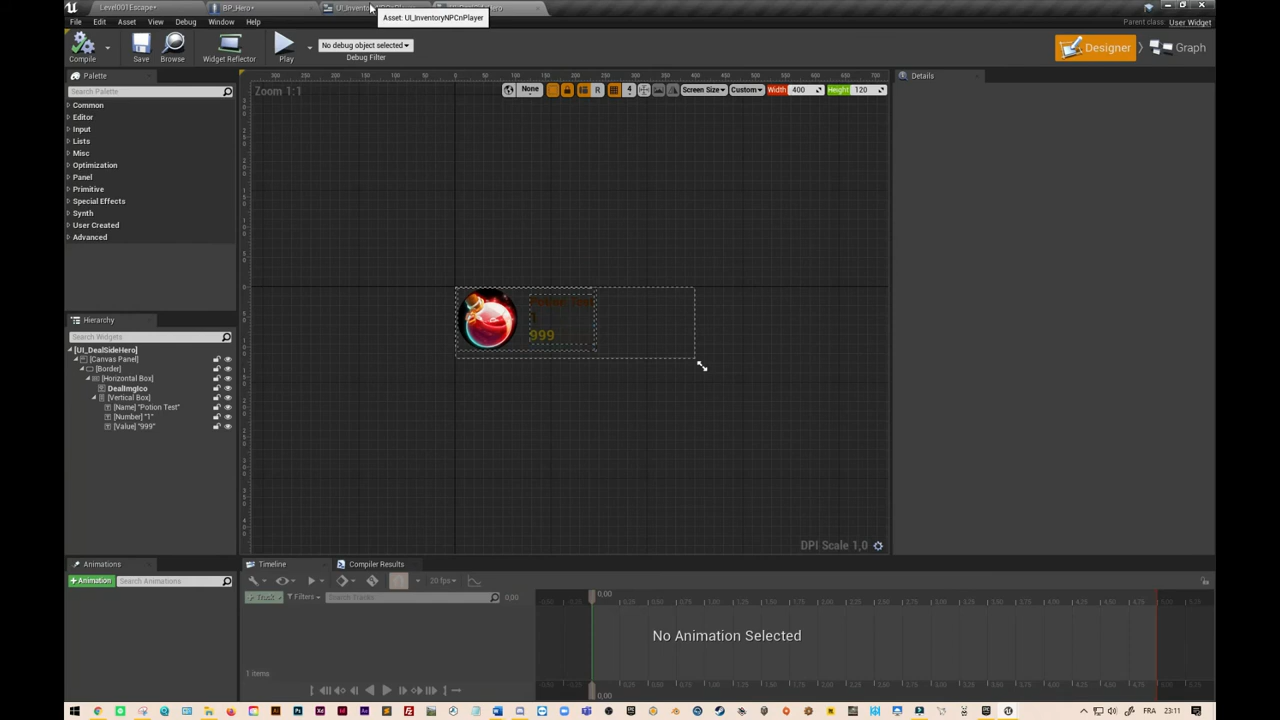 Level001Escape*
BP_Hero*
Asset: UI_InventoryNPCnPlayer
File
Edit
Asset
View
Debug
Window
Help
Parent class: User Widget
Compile
Save
Browse
Widget Reflector
Play
No debug object selected
Debug Filter
Designer
Graph
Palette
Search Palette
Common
Editor
Input
Lists
Misc
Optimization
Panel
Primitive
Special Effects
Synth
User Created
Advanced
Zoom 1:1
None
R
4
Screen Size
Custom
Width 400
Height 120
Details
1
999
DPI Scale 1,0
Hierarchy
Search Widgets
[UI_DealSideHero]
[Canvas Panel]
[Border]
[Horizontal Box]
DealImgIco
[Vertical Box]
[Name] "Potion Test"
[Number] "1"
[Value] "999"
Animations
+ Animation
Search Animations
Timeline
Compiler Results
20 fps
+ Track
Filters
Search Tracks
0,00
0,00
No Animation Selected
1 items
0,00
FRA
23:11